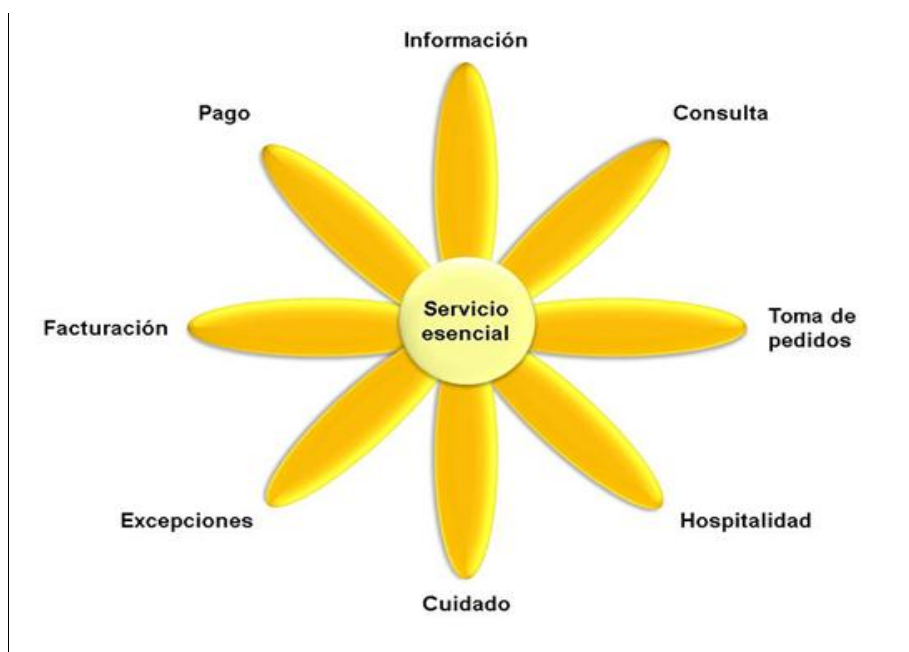 Información
Pago
Consulta
Servicio
esencial
Facturación
Toma de
pedidos
Excepciones
Hospitalidad
Cuidado